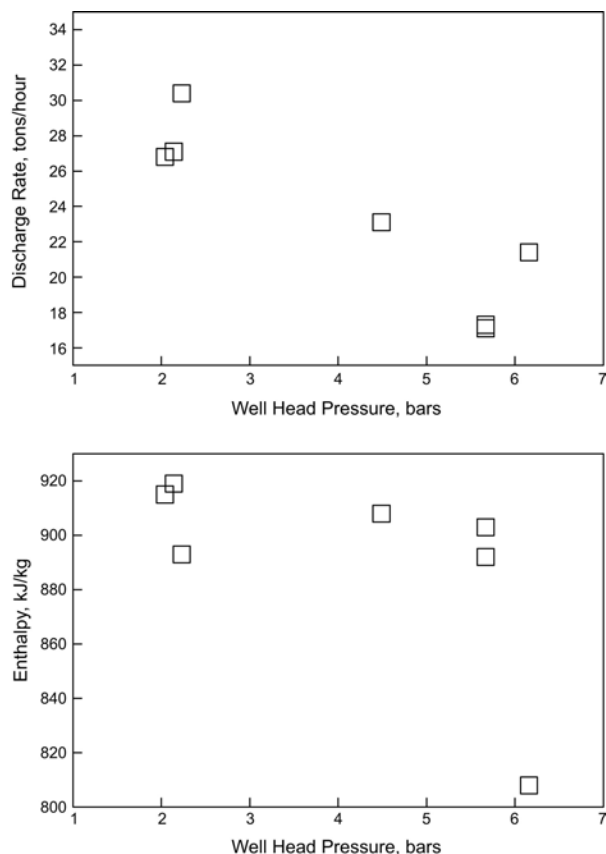 34
32
30
28
26
24
22
20
18
16
Discharge Rate, tons/hour
1 2 3 4 5 6 7
Well Head Pressure, bars
920
900
880
860
840
820
800
Enthalpy, kJ/kg
1 2 3 4 5 6 7
Well Head Pressure, bars